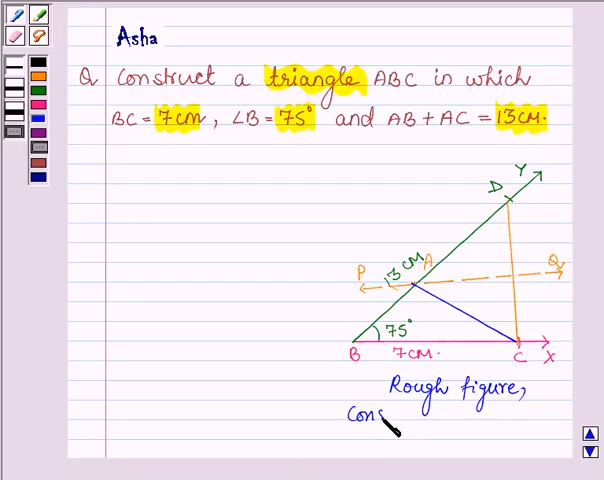 Asha
Q Construct a triangle ABC in which
BC = 7cm, ∠B = 75° and AB + AC = 13cm.
Y
D
13 CM A
P Q
75°
B 7CM. C X
Rough figure,
Cons